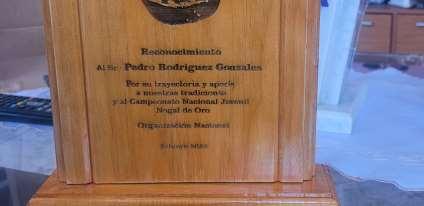 Reconocimiento
Al Sr. Pedro Rodriguez Gonzales
Por su trayectoria y aporte
a nuestras tradiciones
y al Campeonato Nacional Juvenil
Nogal de Oro
Organización Nacional